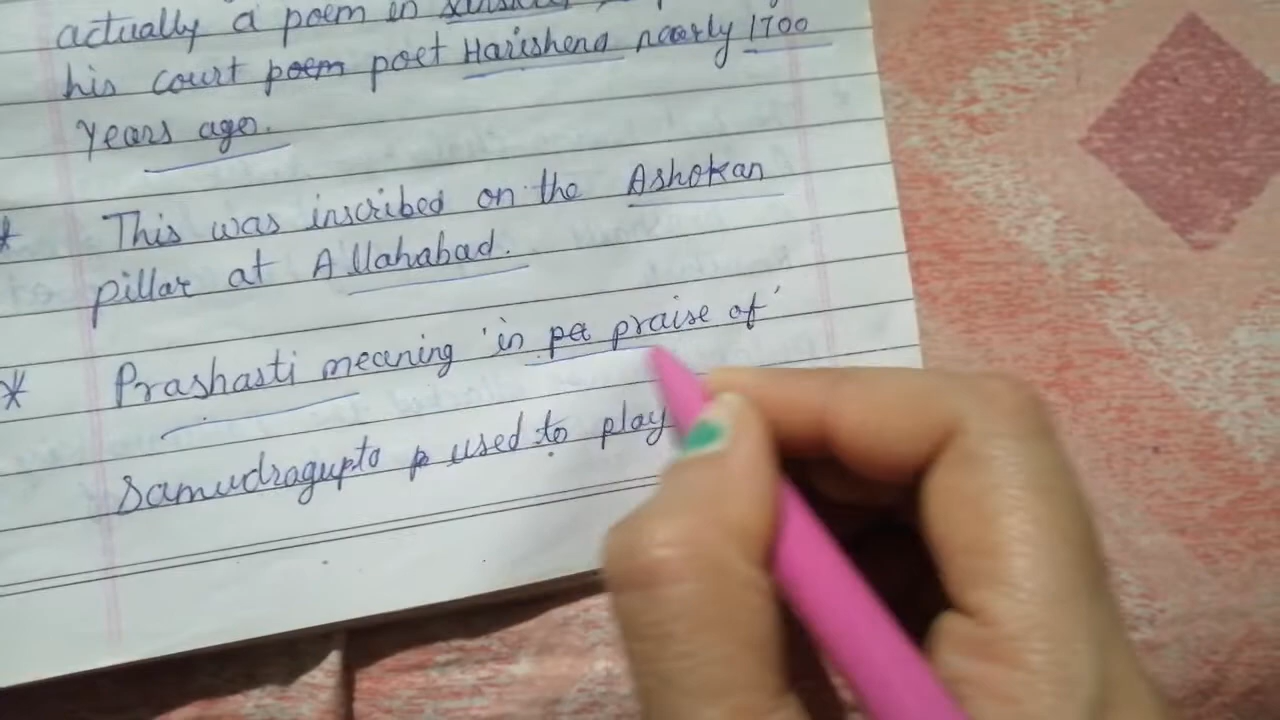 actually a poem in
his court poem poet Harishena nearly 1700
years ago.
* This was inscribed on the Ashokan
pillar at Allahabad.
* Prashasti meaning 'in pa praise of'
Samudragupta p used to play